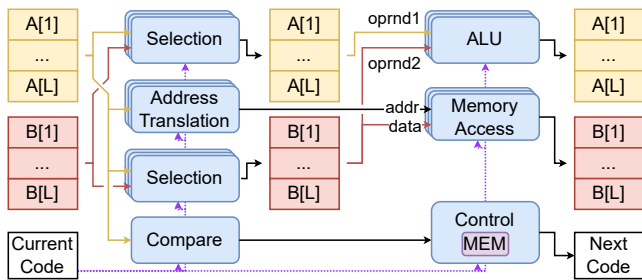 A[1]
...
A[L]
B[1]
...
B[L]
Current
Code
Selection
Address
Translation
Selection
Compare
A[1]
...
A[L]
B[1]
...
B[L]
oprnd1
oprnd2
addr
data
ALU
Memory
Access
Control
MEM
A[1]
...
A[L]
B[1]
...
B[L]
Next
Code